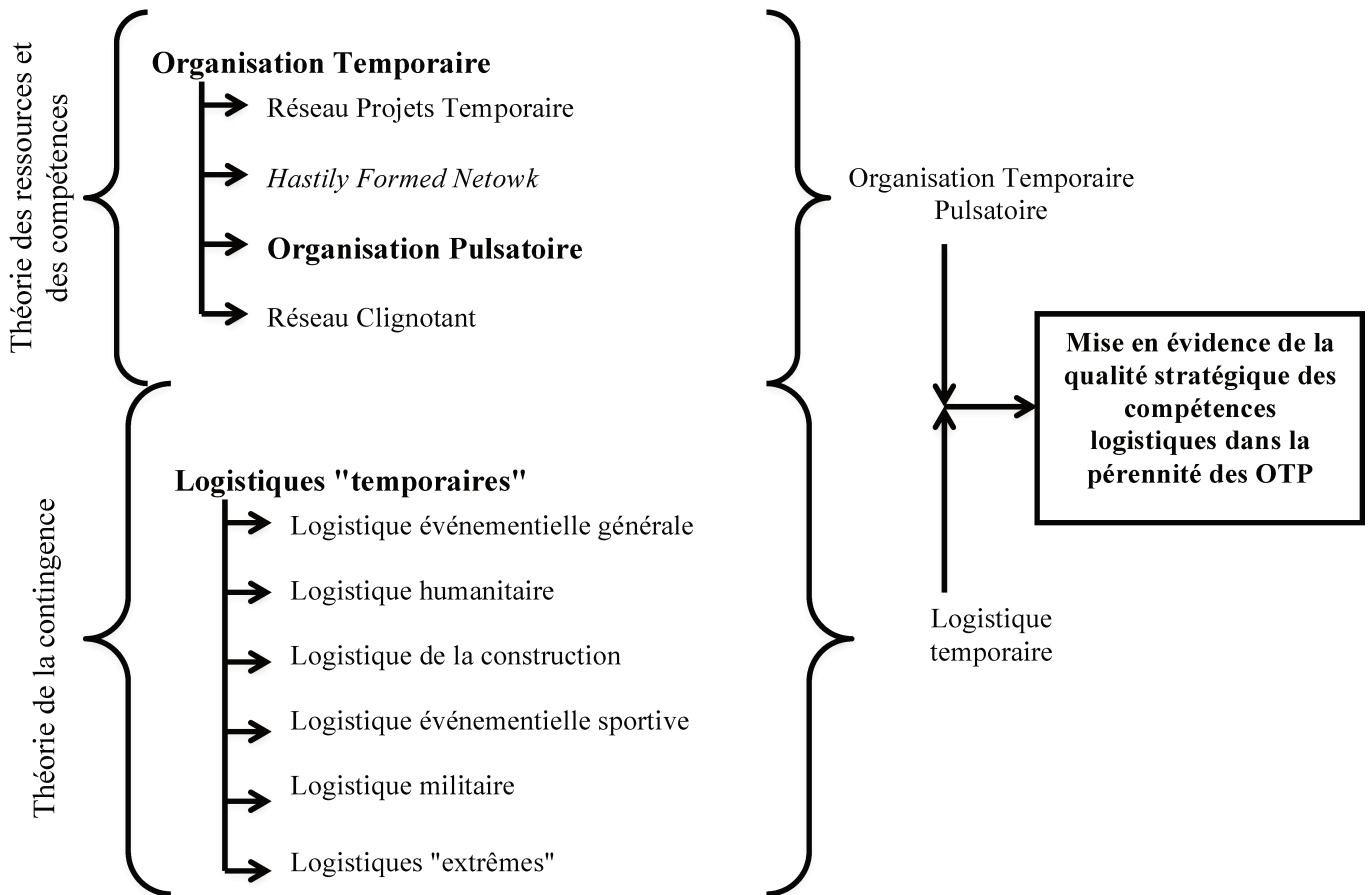 Théorie des ressources et
des compétences
Organisation Temporaire
Réseau Projets Temporaire
Hastily Formed Netowk
Organisation Pulsatoire
Réseau Clignotant
Théorie de la contingence
Logistiques "temporaires"
Logistique événementielle générale
Logistique humanitaire
Logistique de la construction
Logistique événementielle sportive
Logistique militaire
Logistiques "extrêmes"
Organisation Temporaire
Pulsatoire
Mise en évidence de la
qualité stratégique des
compétences
logistiques dans la
pérennité des OTP
Logistique
temporaire